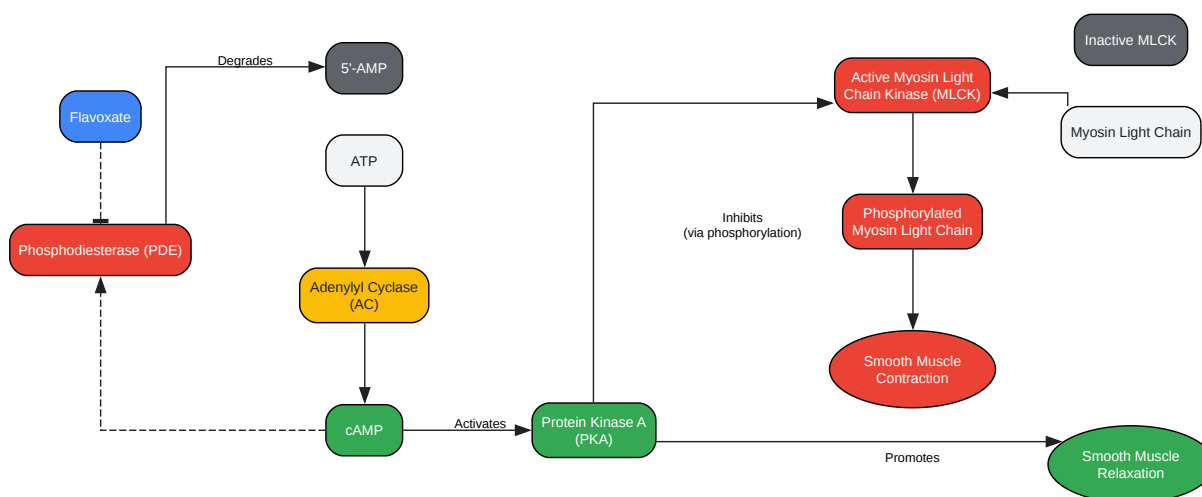 Degrades
5'-AMP
Inactive MLCK
Active Myosin Light
Chain Kinase (MLCK)
Flavoxate
Myosin Light Chain
ATP
Phosphorylated
Myosin Light Chain
Inhibits
(via phosphorylation)
Phosphodiesterase (PDE)
Adenylyl Cyclase
(AC)
Smooth Muscle
Contraction
cAMP
Activates
Protein Kinase A
(PKA)
Promotes
Smooth Muscle
Relaxation